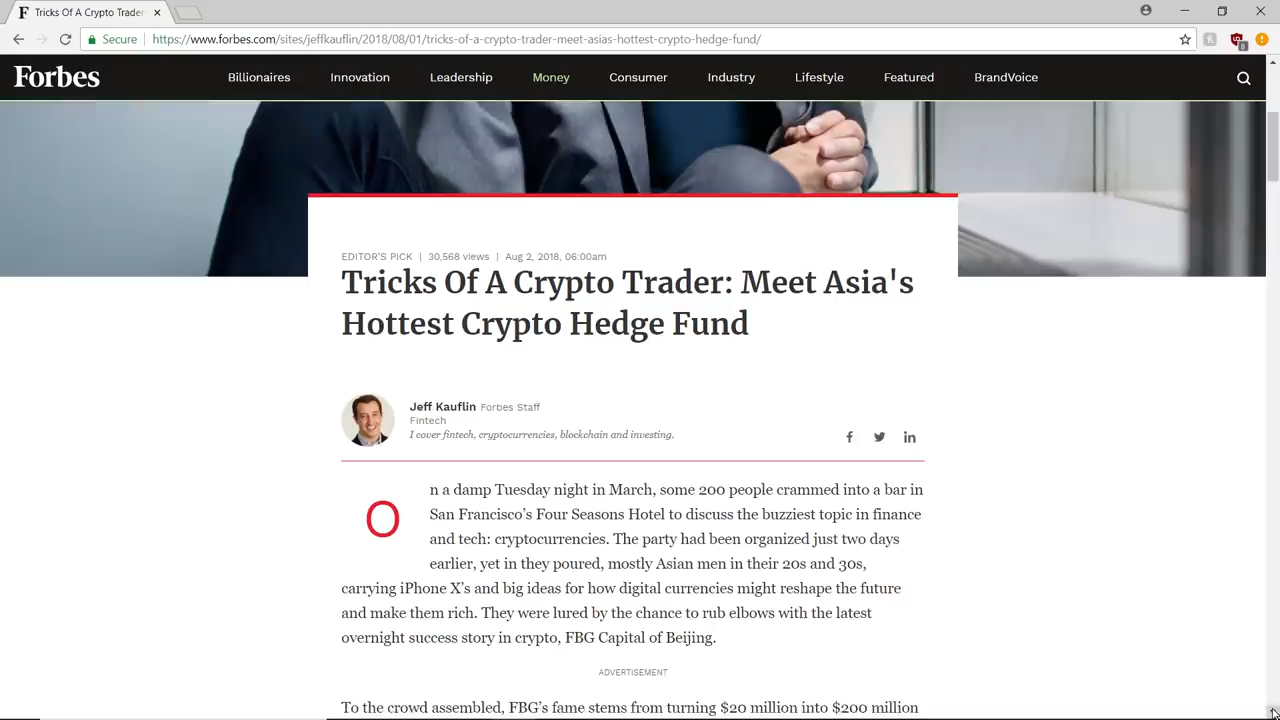 Tricks Of A Crypto Trader
Secure
https://www.forbes.com/sites/jeffkauflin/2018/08/01/tricks-of-a-crypto-trader-meet-asias-hottest-crypto-hedge-fund/
8
Forbes
Billionaires Innovation Leadership Money Consumer Industry Lifestyle Featured BrandVoice
EDITOR'S PICK | 30,568 views | Aug 2, 2018, 06:00am
Tricks Of A Crypto Trader: Meet Asia's
Hottest Crypto Hedge Fund
Jeff Kauflin Forbes Staff
Fintech
I cover fintech, cryptocurrencies, blockchain and investing.
On a damp Tuesday night in March, some 200 people crammed into a bar in
San Francisco’s Four Seasons Hotel to discuss the buzziest topic in finance
and tech: cryptocurrencies. The party had been organized just two days
earlier, yet in they poured, mostly Asian men in their 20s and 30s,
carrying iPhone X’s and big ideas for how digital currencies might reshape the future
and make them rich. They were lured by the chance to rub elbows with the latest
overnight success story in crypto, FBG Capital of Beijing.
ADVERTISEMENT
To the crowd assembled, FBG’s fame stems from turning $20 million into $200 million